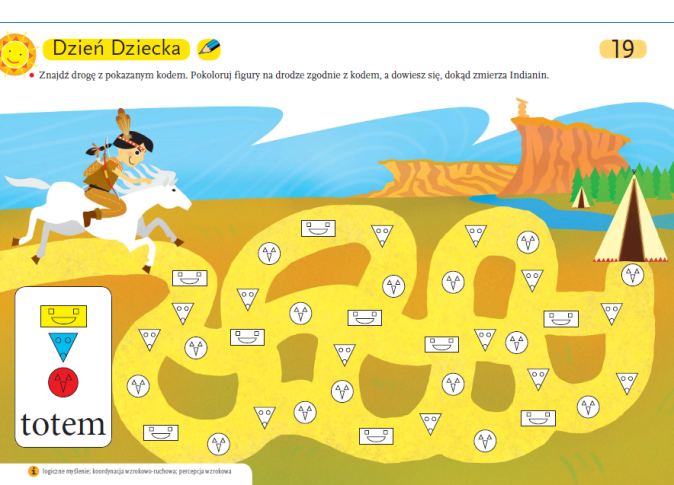 Dzień Dziecka
19
Znajdź drogę z pokazanym kodem. Pokoloruj figury na drodze zgodnie z kodem, a dowiesz się, dokąd zmierza Indianin.
totem
i logiczne myślenie; koordynacja wzrokowo-ruchowa; percepcja wzrokowa